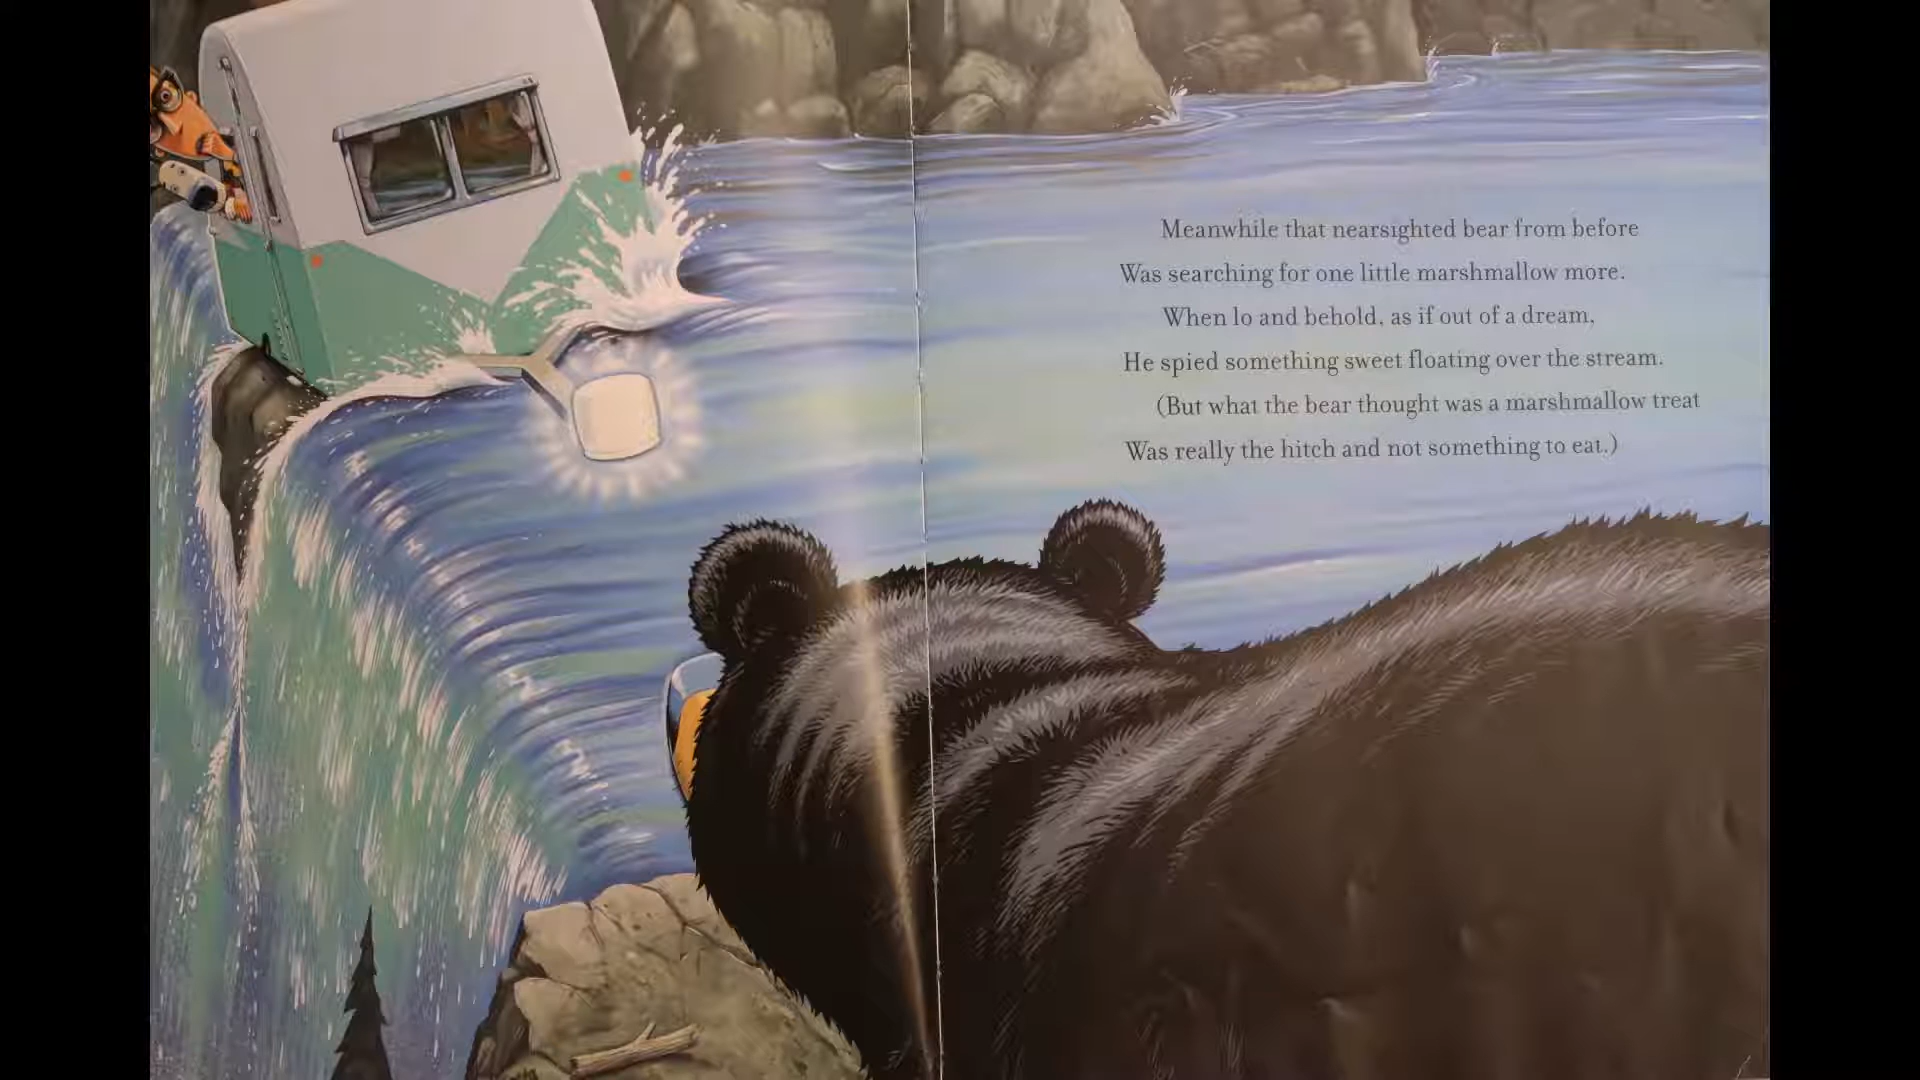 Meanwhile that nearsighted bear from before
Was searching for one little marshmallow more.
When lo and behold, as if out of a dream,
He spied something sweet floating over the stream.
(But what the bear thought was a marshmallow treat
Was really the hitch and not something to eat.)